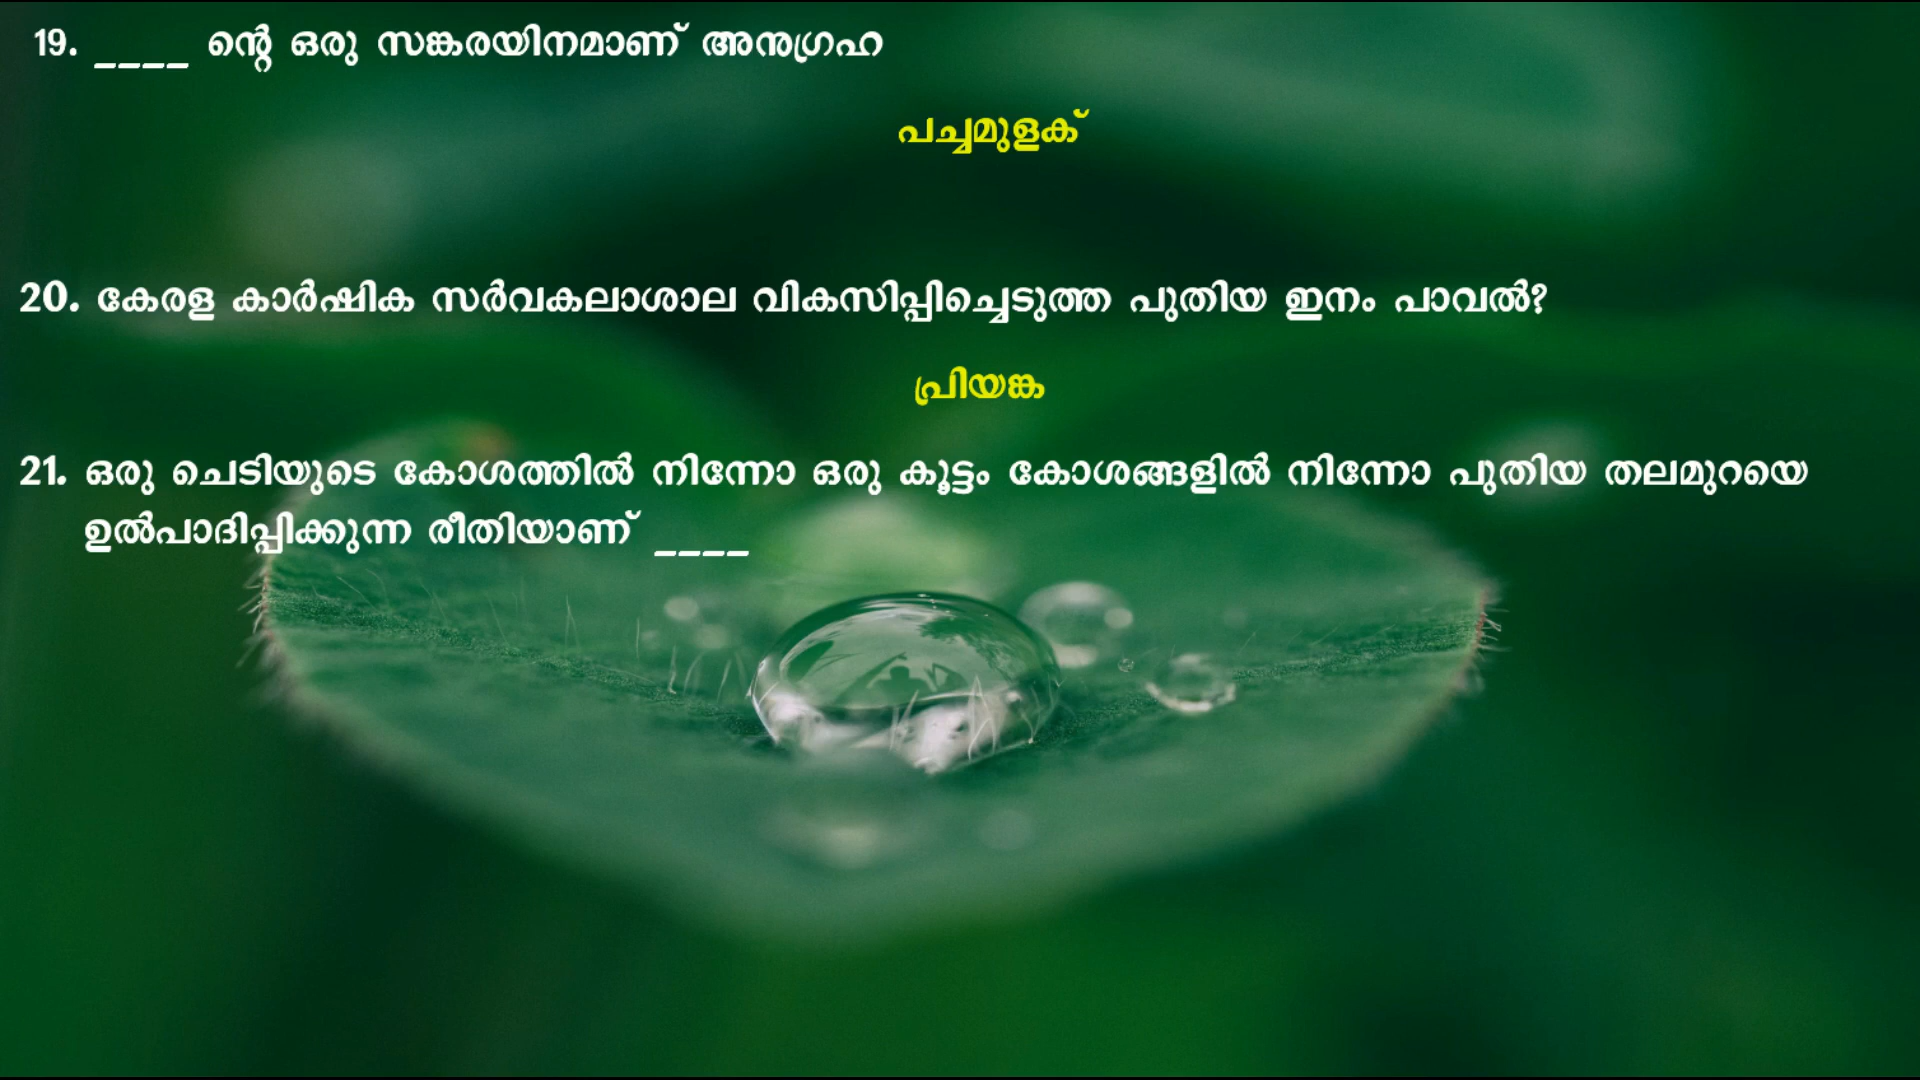 19. ____ ന്റെ ഒരു സങ്കരയിനമാണ് അനുഗ്രഹ
പച്ചമുളക്
20. കേരള കാർഷിക സർവകലാശാല വികസിപ്പിച്ചെടുത്ത പുതിയ ഇനം പാവൽ?
പ്രിയങ്ക
21. ഒരു ചെടിയുടെ കോശത്തിൽ നിന്നോ ഒരു കൂട്ടം കോശങ്ങളിൽ നിന്നോ പുതിയ തലമുറയെ
ഉൽപാദിപ്പിക്കുന്ന രീതിയാണ് ____